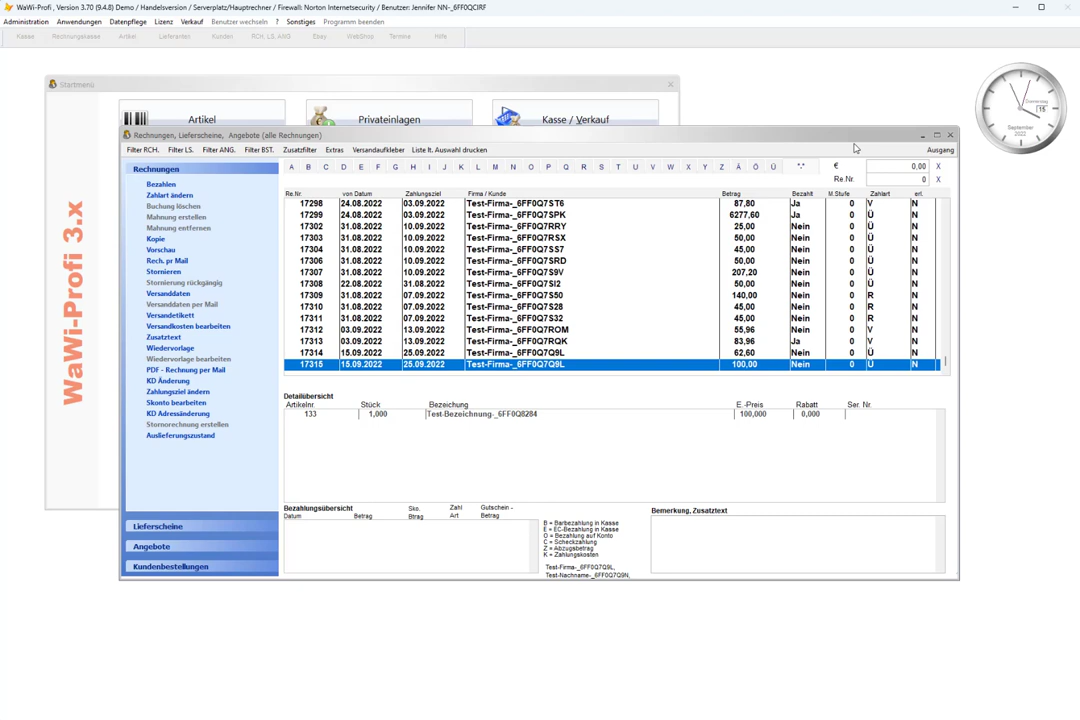 WaWi-Profi , Version 3.70 (9.4.8) Demo / Handelsversion / Serverplatz/Hauptrechner / Firewall: Norton Internetsecurity / Benutzer: Jennifer NN-_6FF0QCIRF
Administration Anwendungen Datenpflege Lizenz Verkauf Benutzer wechseln ? Sonstiges Programm beenden
Kasse Rechnungskasse Artikel Lieferanten Kunden RCH, LS, ANG Ebay WebShop Termine Hilfe
Startmenü
Artikel Privateinlagen Kasse / Verkauf
Donnerstag
15
September
2022
WaWi-Profi 3.x
Rechnungen, Lieferscheine, Angebote (alle Rechnungen)
Filter RCH. Filter LS. Filter ANG. Filter BST. Zusatzfilter Extras Versandaufkleber Liste lt. Auswahl drucken Ausgang
Rechnungen
Bezahlen
Zahlart ändern
Buchung löschen
Mahnung erstellen
Mahnung entfernen
Kopie
Vorschau
Rech. pr Mail
Stornieren
Stornierung rückgängig
Versanddaten
Versanddaten per Mail
Versandetikett
Versandkosten bearbeiten
Zusatztext
Wiedervorlage
Wiedervorlage bearbeiten
PDF - Rechnung per Mail
KD Änderung
Zahlungsziel ändern
Skonto bearbeiten
KD Adressänderung
Stornorechnung erstellen
Auslieferungszustand
Lieferscheine
Angebote
Kundenbestellungen
A B C D E F G H I J K L M N O P Q R S T U V W X Y Z Ä Ö Ü *.*
€ 0,00 X
Re.Nr. 0 X
Re.Nr. von Datum Zahlungsziel Firma / Kunde Betrag Bezahlt M.Stufe Zahlart erl.
17298 24.08.2022 03.09.2022 Test-Firma-_6FF0Q7ST6 87,80 Ja 0 V N
17299 24.08.2022 03.09.2022 Test-Firma-_6FF0Q7SPK 6277,60 Ja 0 Ü N
17302 31.08.2022 10.09.2022 Test-Firma-_6FF0Q7RRY 25,00 Nein 0 Ü N
17303 31.08.2022 10.09.2022 Test-Firma-_6FF0Q7RSX 50,00 Nein 0 Ü N
17304 31.08.2022 10.09.2022 Test-Firma-_6FF0Q7SS7 45,00 Nein 0 Ü N
17306 31.08.2022 10.09.2022 Test-Firma-_6FF0Q7SRD 50,00 Nein 0 Ü N
17307 31.08.2022 10.09.2022 Test-Firma-_6FF0Q7S9V 207,20 Nein 0 Ü N
17308 22.08.2022 31.08.2022 Test-Firma-_6FF0Q7SI2 50,00 Nein 0 Ü N
17309 31.08.2022 07.09.2022 Test-Firma-_6FF0Q7S50 140,00 Nein 0 R N
17310 31.08.2022 07.09.2022 Test-Firma-_6FF0Q7S28 45,00 Nein 0 R N
17311 31.08.2022 07.09.2022 Test-Firma-_6FF0Q7S32 45,00 Nein 0 R N
17312 03.09.2022 13.09.2022 Test-Firma-_6FF0Q7ROM 55,96 Nein 0 V N
17313 03.09.2022 13.09.2022 Test-Firma-_6FF0Q7RQK 83,96 Ja 0 V N
17314 15.09.2022 25.09.2022 Test-Firma-_6FF0Q7Q9L 62,60 Nein 0 Ü N
17315 15.09.2022 25.09.2022 Test-Firma-_6FF0Q7Q9L 100,00 Nein 0 Ü N
Detailübersicht
Artikelnr. Stück Bezeichung E.-Preis Rabatt Ser. Nr.
133 1,000 Test-Bezeichnung-_6FF0Q8284 100,000 0,000
Bezahlungsübersicht
Datum Betrag Sko. Btrag Zahl Art Gutschein - Betrag
B = Barbezahlung in Kasse
E = EC-Bezahlung in Kasse
O = Bezahlung auf Konto
C = Scheckzahlung
Z = Abzugsbetrag
K = Zahlungskosten
Test-Firma-_6FF0Q7Q9L,
Test-Nachname-_6FF0Q7Q9N,
Bemerkung, Zusatztext